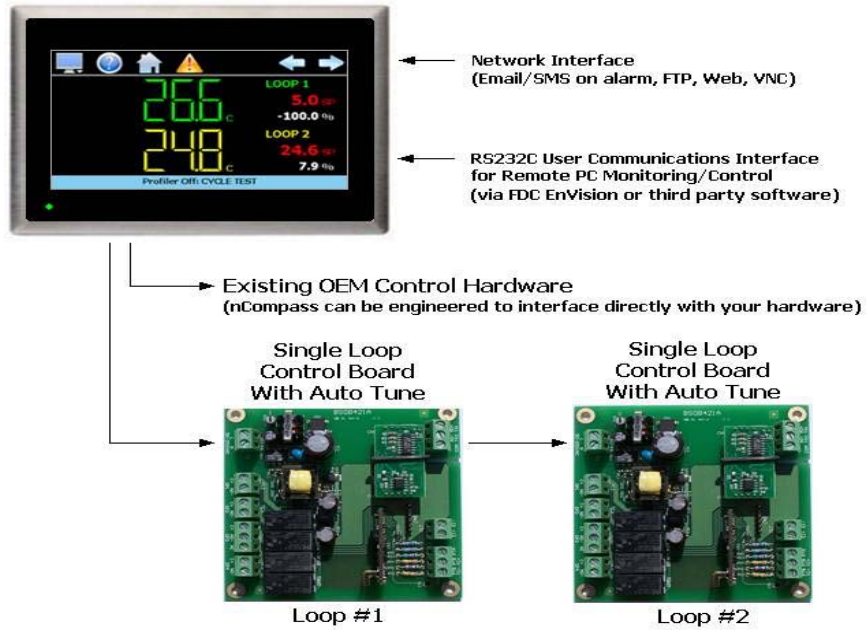 Network Interface
(Email/SMS on alarm, FTP, Web, VNC)
LOOP 1
26.6 C
5.0 SP
-100.0 %
LOOP 2
24.8 C
24.6 SP
7.9 %
Profiler Off: CYCLE TEST
RS232C User Communications Interface
for Remote PC Monitoring/Control
(via FDC EnVision or third party software)
Existing OEM Control Hardware
(nCompass can be engineered to interface directly with your hardware)
Single Loop
Control Board
With Auto Tune
Single Loop
Control Board
With Auto Tune
BSOB421A
BSOB421A
Loop #1
Loop #2